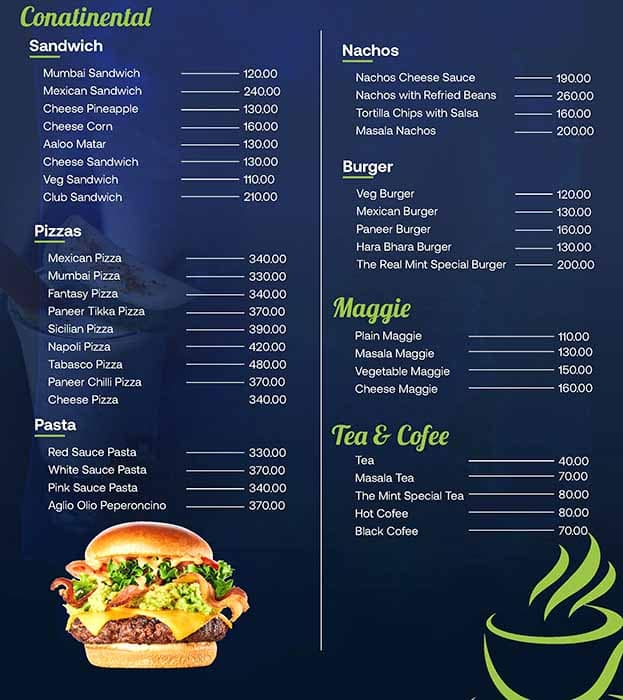 Conatinental
Sandwich
Mumbai Sandwich 120.00
Mexican Sandwich 240.00
Cheese Pineapple 130.00
Cheese Corn 160.00
Aaloo Matar 130.00
Cheese Sandwich 130.00
Veg Sandwich 110.00
Club Sandwich 210.00
Pizzas
Mexican Pizza 340.00
Mumbai Pizza 330.00
Fantasy Pizza 340.00
Paneer Tikka Pizza 370.00
Sicilian Pizza 390.00
Napoli Pizza 420.00
Tabasco Pizza 480.00
Paneer Chilli Pizza 370.00
Cheese Pizza 340.00
Pasta
Red Sauce Pasta 330.00
White Sauce Pasta 370.00
Pink Sauce Pasta 340.00
Aglio Olio Peperoncino 370.00
Nachos
Nachos Cheese Sauce 190.00
Nachos with Refried Beans 260.00
Tortilla Chips with Salsa 160.00
Masala Nachos 200.00
Burger
Veg Burger 120.00
Mexican Burger 130.00
Paneer Burger 160.00
Hara Bhara Burger 130.00
The Real Mint Special Burger 200.00
Maggie
Plain Maggie 110.00
Masala Maggie 130.00
Vegetable Maggie 150.00
Cheese Maggie 160.00
Tea & Cofee
Tea 40.00
Masala Tea 70.00
The Mint Special Tea 80.00
Hot Cofee 80.00
Black Cofee 70.00